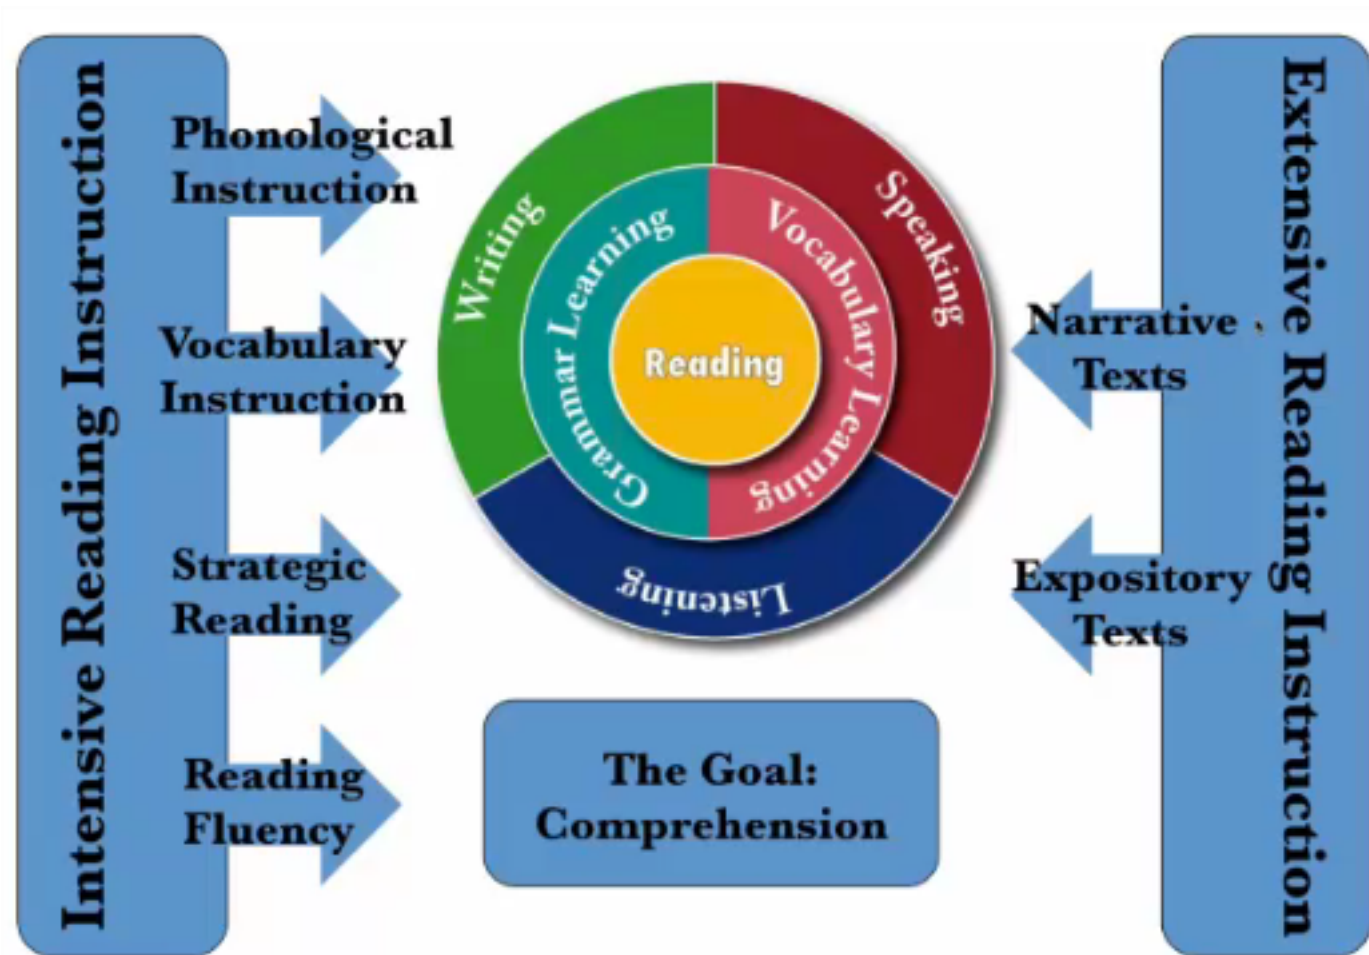 Intensive Reading Instruction
Phonological
Instruction
Vocabulary
Instruction
Strategic
Reading
Reading
Fluency
Writing
Speaking
Listening
Grammar Learning
Vocabulary Learning
Reading
The Goal:
Comprehension
Narrative
Texts
Expository
Texts
Extensive Reading Instruction